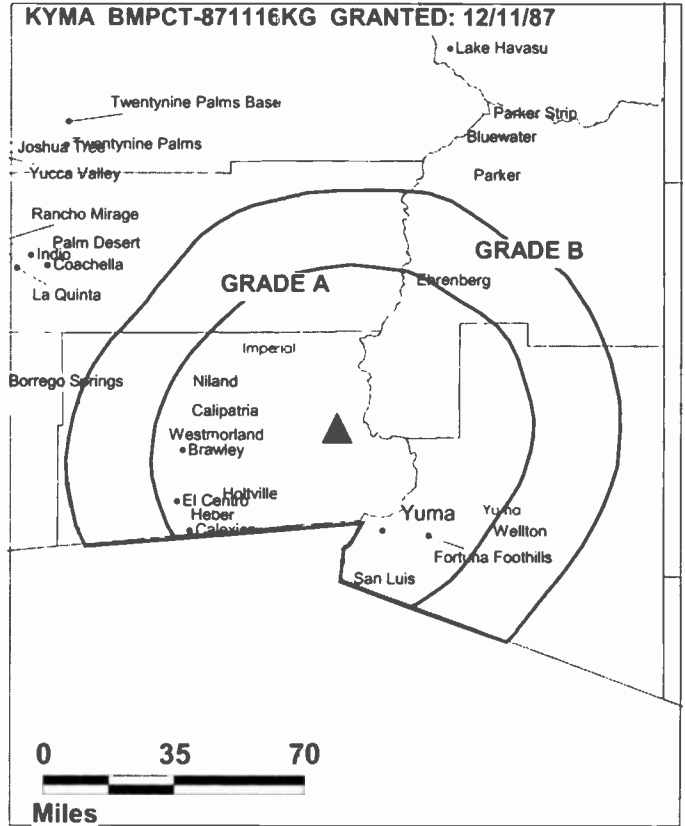 KYMA BMPCT-871116KG GRANTED: 12/11/87
Lake Havasu
Twentynine Palms Base
Parker Strip
Bluewater
Joshua Tree
Twentynine Palms
Yucca Valley
Parker
Rancho Mirage
Palm Desert
Indio
Coachella
La Quinta
GRADE B
GRADE A
Ehrenberg
Imperial
Borrego Springs
Niland
Calipatria
Westmorland
Brawley
Holtville
El Centro
Heber
Calexico
Yuma
Yuma
Wellton
Fortuna Foothills
San Luis
0 35 70
Miles